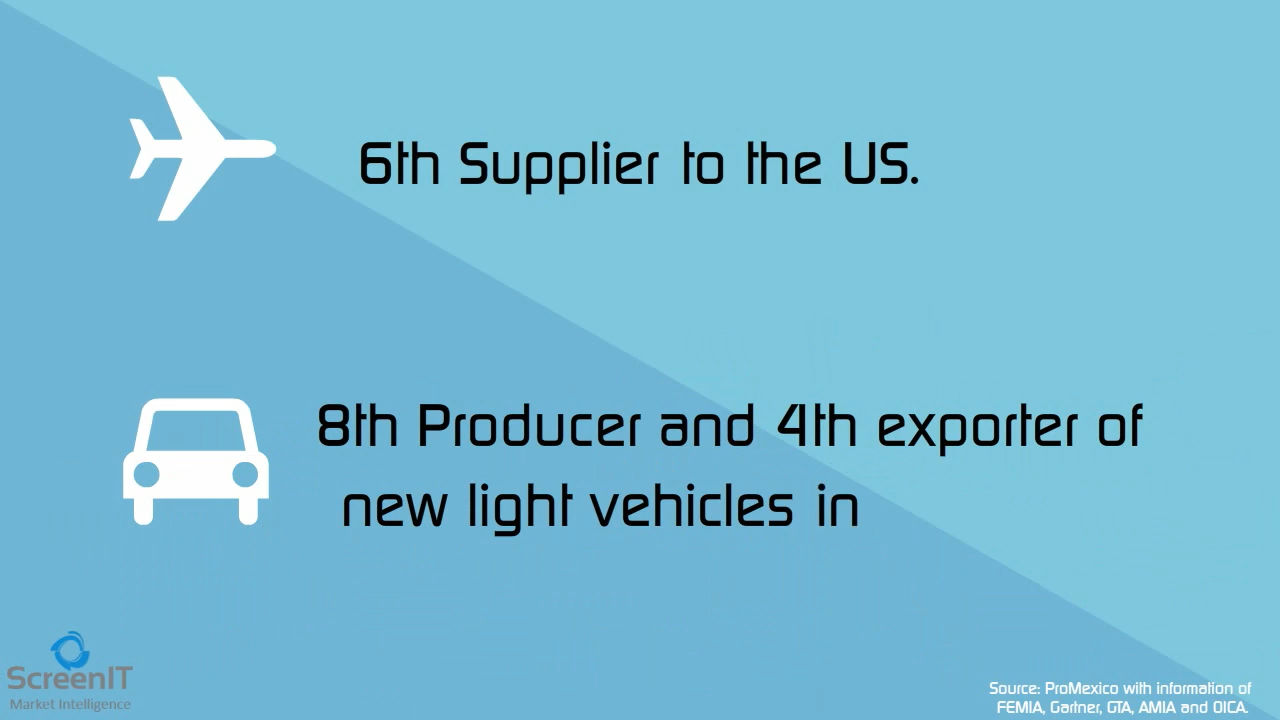 6th Supplier to the US.
8th Producer and 4th exporter of
new light vehicles in
ScreenIT
Market Intelligence
Source: ProMexico with information of
FEMIA, Gartner, GTA, AMIA and OICA.